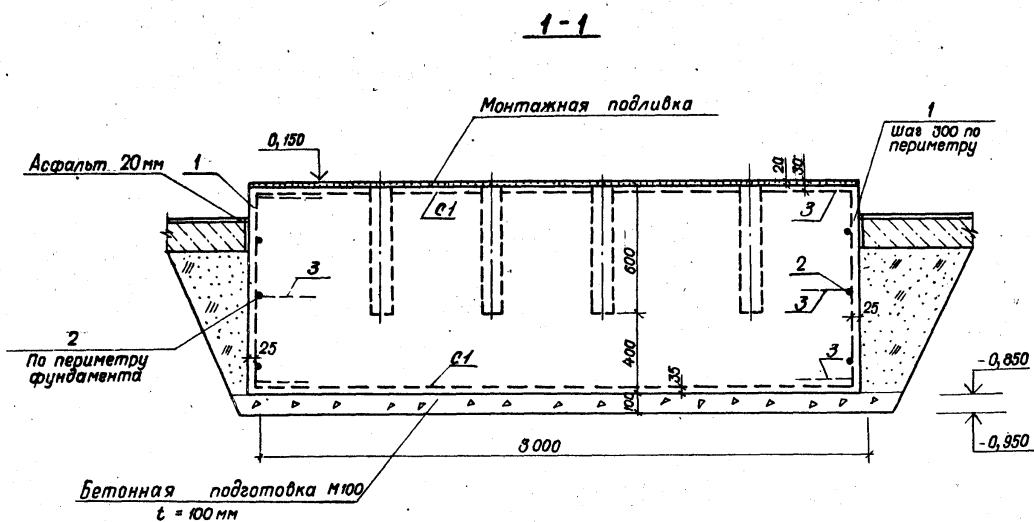 1-1
Монтажная подливка
1
Шаг 300 по
периметру
0,150
Асфальт 20мм
1
20
30
С1
3
600
3
2
3
25
2
По периметру
фундамента
25
400
3
С1
35
-0,850
100
3000
-0,950
Бетонная подготовка М100
t = 100мм